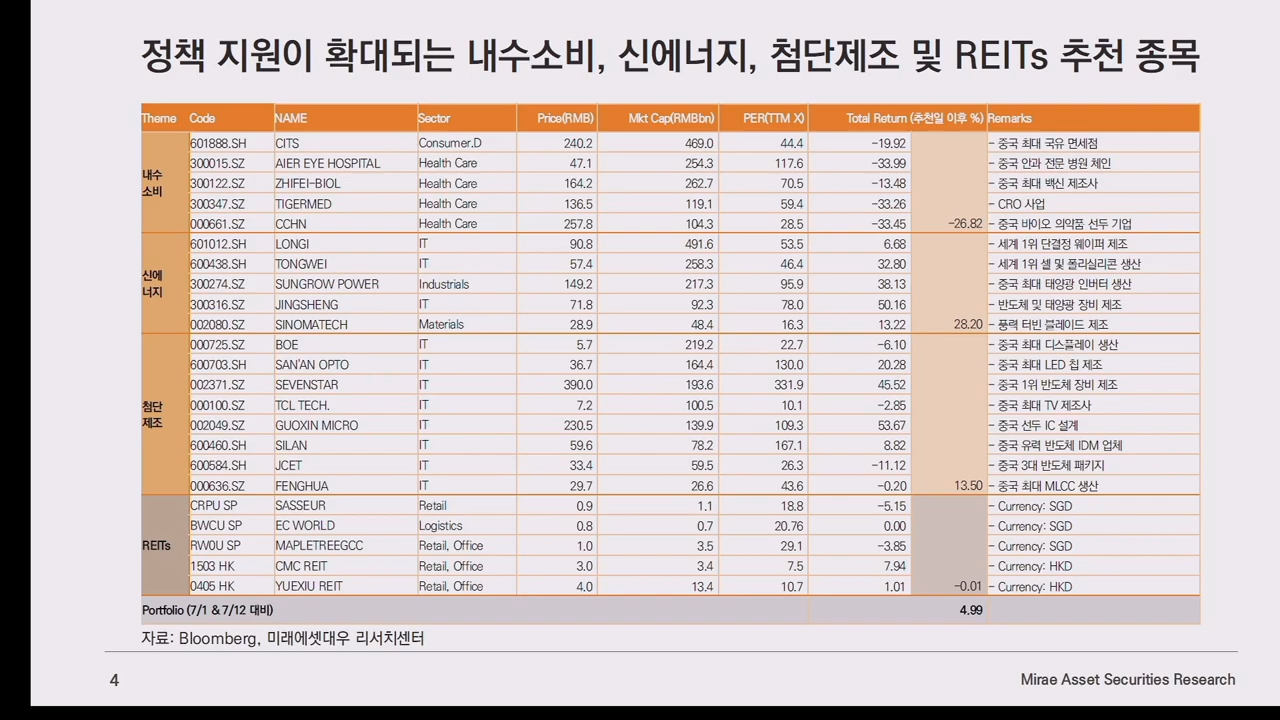 정책 지원이 확대되는 내수소비, 신에너지, 첨단제조 및 REITs 추천 종목
Theme Code NAME Sector Price(RMB) Mkt Cap(RMBbn) PER(TTM X) Total Return (추천일 이후 %) Remarks
내수
소비
601888.SH CITS Consumer.D 240.2 469.0 44.4 -19.92 - 중국 최대 국유 면세점
300015.SZ AIER EYE HOSPITAL Health Care 47.1 254.3 117.6 -33.99 - 중국 안과 전문 병원 체인
300122.SZ ZHIFEI-BIOL Health Care 164.2 262.7 70.5 -13.48 - 중국 최대 백신 제조사
300347.SZ TIGERMED Health Care 136.5 119.1 59.4 -33.26 - CRO 사업
000661.SZ CCHN Health Care 257.8 104.3 28.5 -33.45 -26.82 - 중국 바이오 의약품 선두 기업
신에
너지
601012.SH LONGI IT 90.8 491.6 53.5 6.68 - 세계 1위 단결정 웨이퍼 제조
600438.SH TONGWEI IT 57.4 258.3 46.4 32.80 - 세계 1위 셀 및 폴리실리콘 생산
300274.SZ SUNGROW POWER Industrials 149.2 217.3 95.9 38.13 - 중국 최대 태양광 인버터 생산
300316.SZ JINGSHENG IT 71.8 92.3 78.0 50.16 - 반도체 및 태양광 장비 제조
002080.SZ SINOMATECH Materials 28.9 48.4 16.3 13.22 28.20 - 풍력 터빈 블레이드 제조
첨단
제조
000725.SZ BOE IT 5.7 219.2 22.7 -6.10 - 중국 최대 디스플레이 생산
600703.SH SAN'AN OPTO IT 36.7 164.4 130.0 20.28 - 중국 최대 LED 칩 제조
002371.SZ SEVENSTAR IT 390.0 193.6 331.9 45.52 - 중국 1위 반도체 장비 제조
000100.SZ TCL TECH. IT 7.2 100.5 10.1 -2.85 - 중국 최대 TV 제조사
002049.SZ GUOXIN MICRO IT 230.5 139.9 109.3 53.67 - 중국 선두 IC 설계
600460.SH SILAN IT 59.6 78.2 167.1 8.82 - 중국 유력 반도체 IDM 업체
600584.SH JCET IT 33.4 59.5 26.3 -11.12 - 중국 3대 반도체 패키지
000636.SZ FENGHUA IT 29.7 26.6 43.6 -0.20 13.50 - 중국 최대 MLCC 생산
REITs
CRPU SP SASSEUR Retail 0.9 1.1 18.8 -5.15 - Currency: SGD
BWCU SP EC WORLD Logistics 0.8 0.7 20.76 0.00 - Currency: SGD
RW0U SP MAPLETREEGCC Retail, Office 1.0 3.5 29.1 -3.85 - Currency: SGD
1503 HK CMC REIT Retail, Office 3.0 3.4 7.5 7.94 - Currency: HKD
0405 HK YUEXIU REIT Retail, Office 4.0 13.4 10.7 1.01 -0.01 - Currency: HKD
Portfolio (7/1 & 7/12 대비) 4.99
자료: Bloomberg, 미래에셋대우 리서치센터
4 Mirae Asset Securities Research